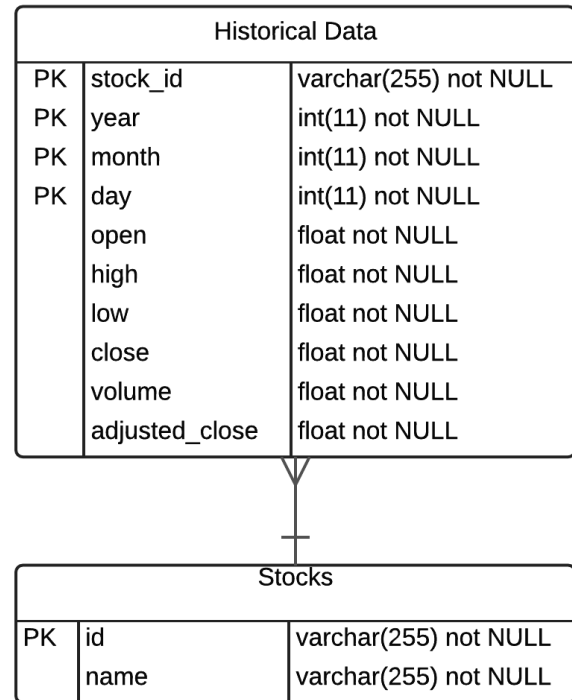 Historical Data
PK stock_id varchar(255) not NULL
PK year int(11) not NULL
PK month int(11) not NULL
PK day int(11) not NULL
open float not NULL
high float not NULL
low float not NULL
close float not NULL
volume float not NULL
adjusted_close float not NULL
Stocks
PK id varchar(255) not NULL
name varchar(255) not NULL